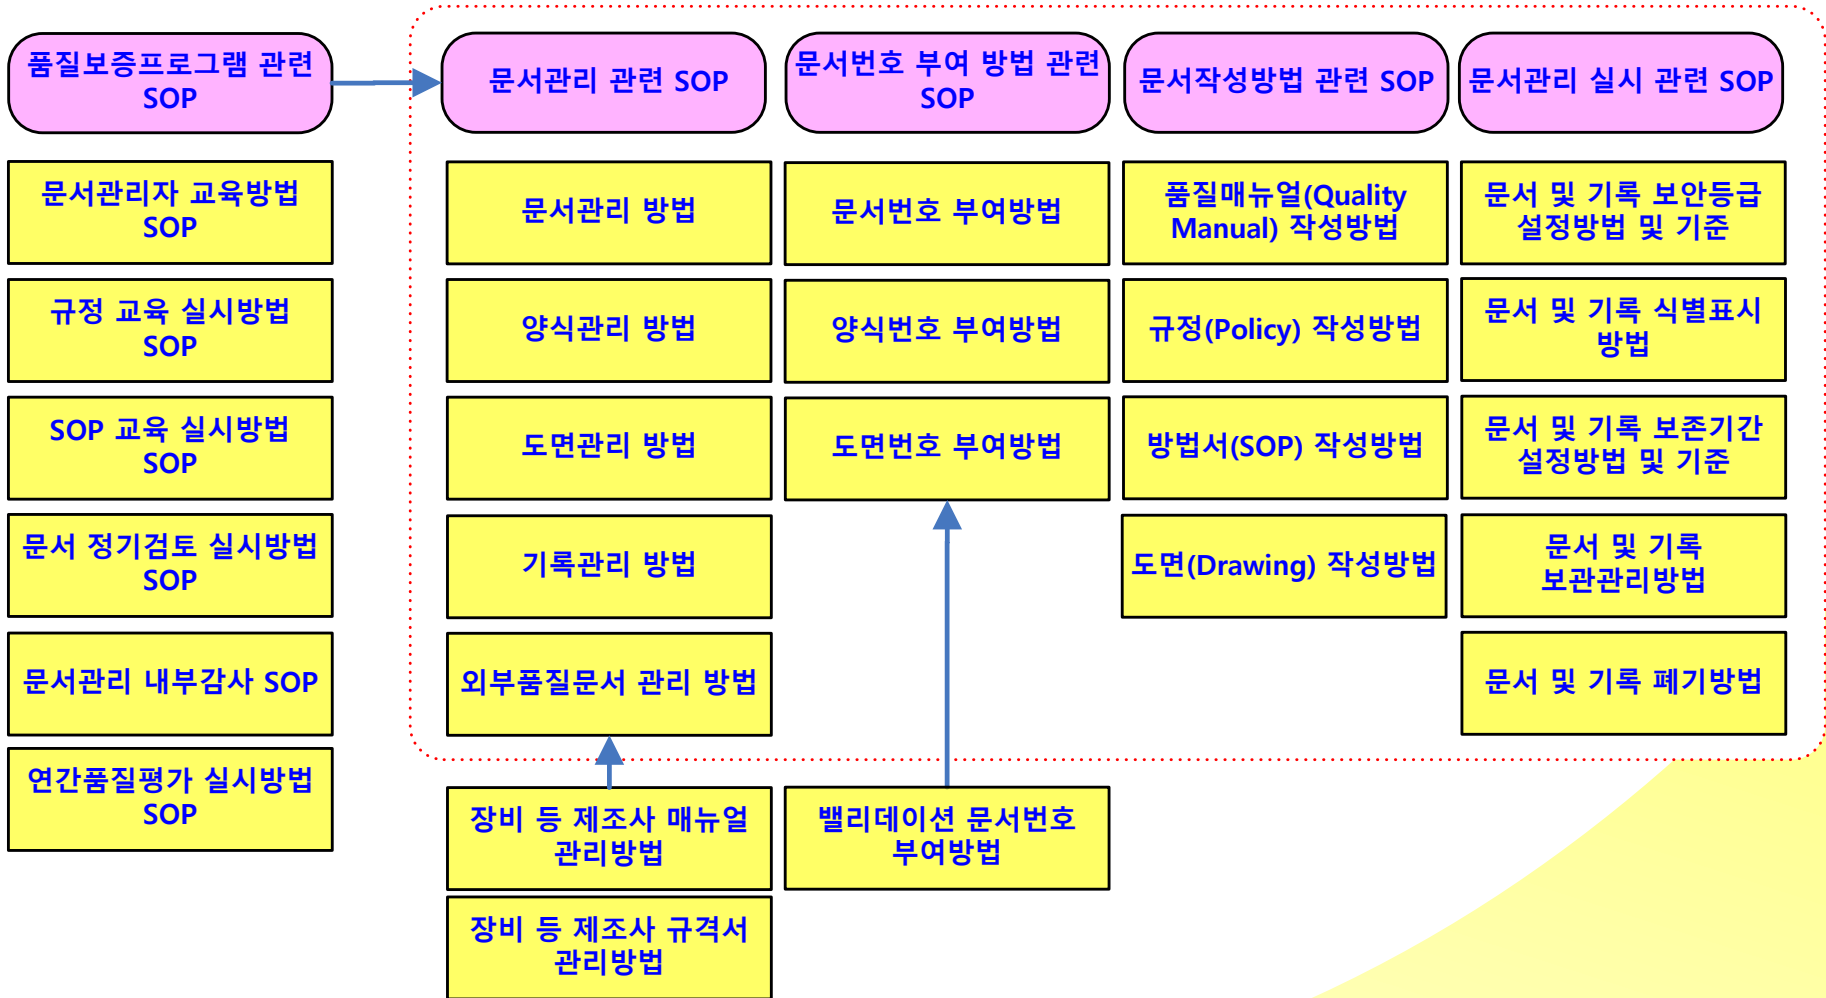 품질보증프로그램 관련
SOP
문서관리자 교육방법
SOP
규정 교육 실시방법
SOP
SOP 교육 실시방법
SOP
문서 정기검토 실시방법
SOP
문서관리 내부감사 SOP
연간품질평가 실시방법
SOP
문서관리 관련 SOP
문서관리 방법
양식관리 방법
도면관리 방법
기록관리 방법
외부품질문서 관리 방법
장비 등 제조사 매뉴얼
관리방법
장비 등 제조사 규격서
관리방법
문서번호 부여 방법 관련
SOP
문서번호 부여방법
양식번호 부여방법
도면번호 부여방법
밸리데이션 문서번호
부여방법
문서작성방법 관련 SOP
품질매뉴얼(Quality
Manual) 작성방법
규정(Policy) 작성방법
방법서(SOP) 작성방법
도면(Drawing) 작성방법
문서관리 실시 관련 SOP
문서 및 기록 보안등급
설정방법 및 기준
문서 및 기록 식별표시
방법
문서 및 기록 보존기간
설정방법 및 기준
문서 및 기록
보관관리방법
문서 및 기록 폐기방법